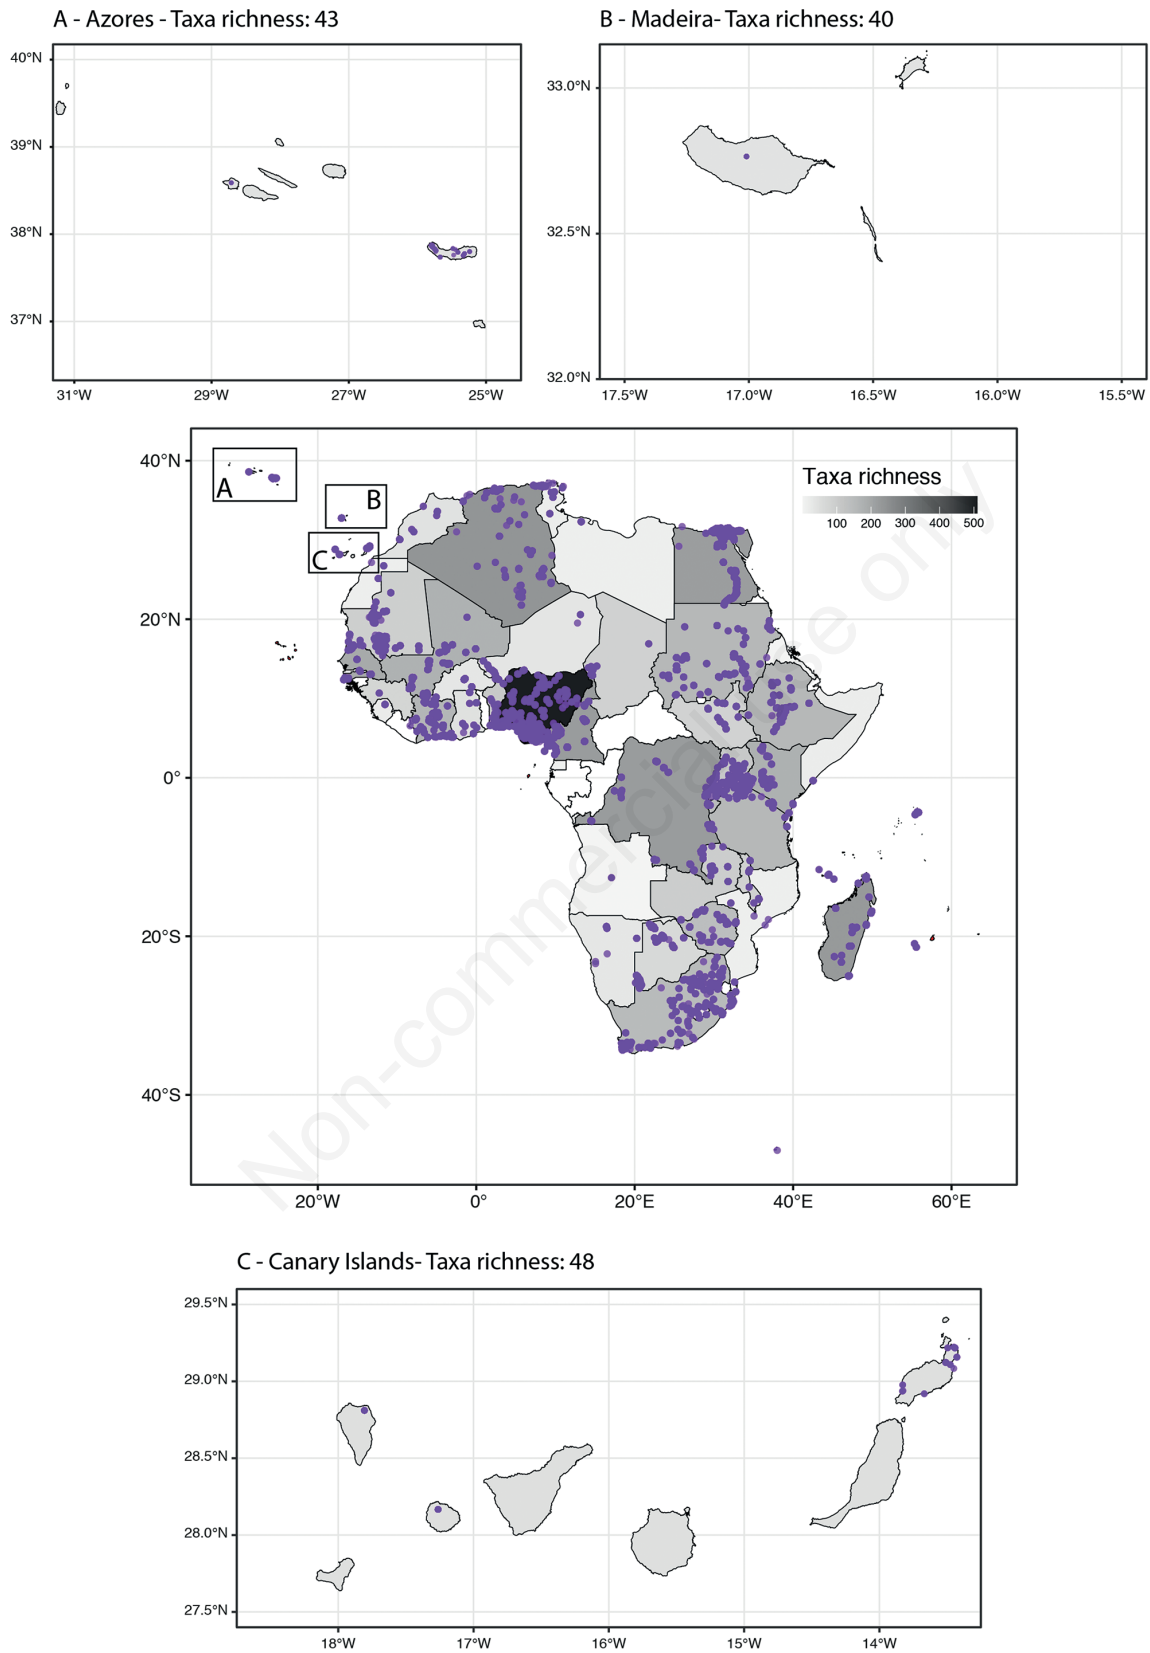 A - Azores - Taxa richness: 43
B - Madeira- Taxa richness: 40
40°N
39°N
38°N
37°N
31°W 29°W 27°W 25°W
33.0°N
32.5°N
32.0°N
17.5°W 17.0°W 16.5°W 16.0°W 15.5°W
Taxa richness
100 200 300 400 500
A
B
C
40°N
20°N
0°
20°S
40°S
20°W 0° 20°E 40°E 60°E
Non-commercial use only
C - Canary Islands- Taxa richness: 48
29.5°N
29.0°N
28.5°N
28.0°N
27.5°N
18°W 17°W 16°W 15°W 14°W